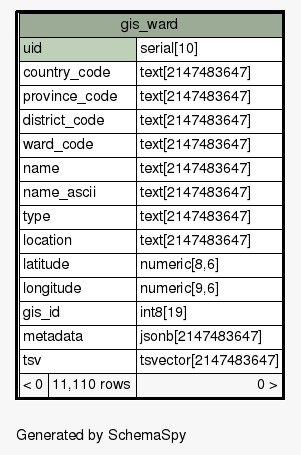 gis_ward
uid serial[10]
country_code text[2147483647]
province_code text[2147483647]
district_code text[2147483647]
ward_code text[2147483647]
name text[2147483647]
name_ascii text[2147483647]
type text[2147483647]
location text[2147483647]
latitude numeric[8,6]
longitude numeric[9,6]
gis_id int8[19]
metadata jsonb[2147483647]
tsv tsvector[2147483647]
< 0 11,110 rows 0 >
Generated by SchemaSpy